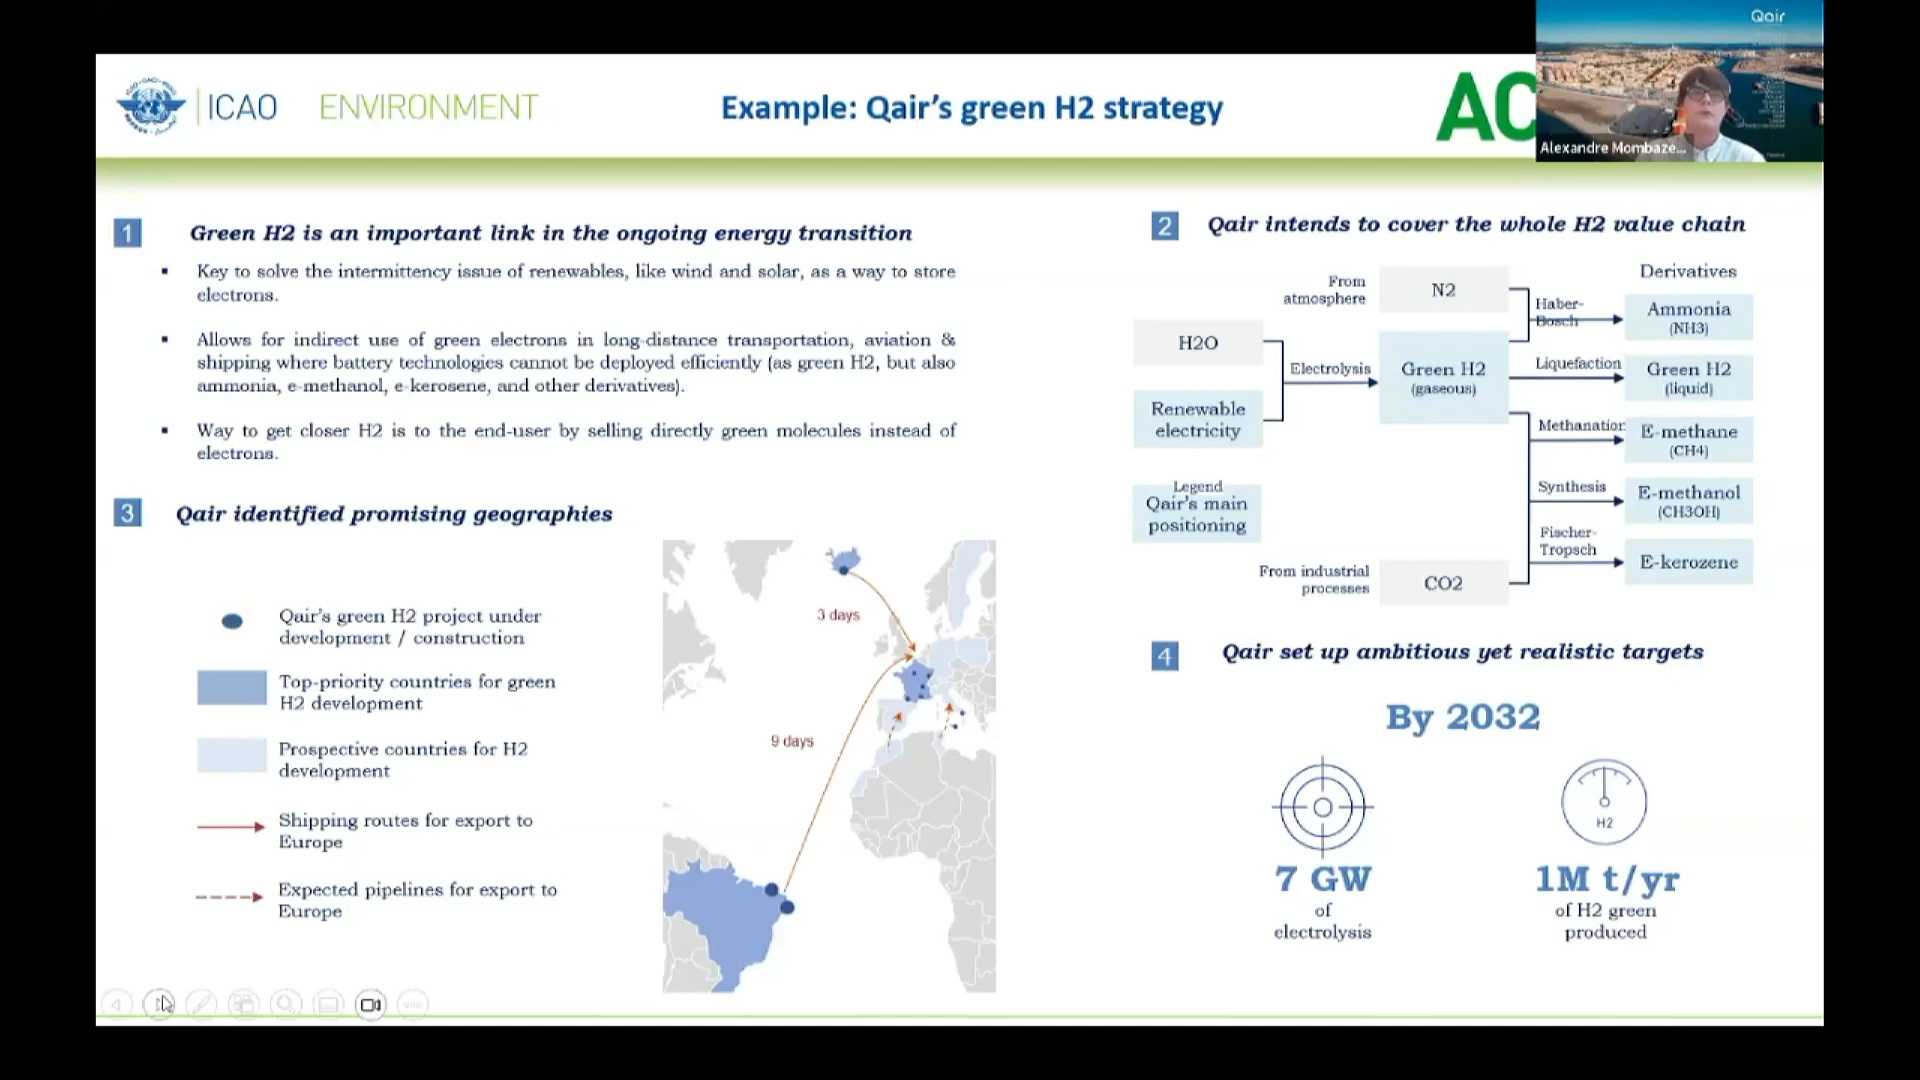 ICAO ENVIRONMENT
Example: Qair's green H2 strategy
AC
Qair
Alexandre Mombaze...
1
Green H2 is an important link in the ongoing energy transition
Key to solve the intermittency issue of renewables, like wind and solar, as a way to store
electrons.
Allows for indirect use of green electrons in long-distance transportation, aviation &
shipping where battery technologies cannot be deployed efficiently (as green H2, but also
ammonia, e-methanol, e-kerosene, and other derivatives).
Way to get closer H2 is to the end-user by selling directly green molecules instead of
electrons.
2
Qair intends to cover the whole H2 value chain
Derivatives
From
atmosphere
N2
Haber-
Bosch
Ammonia
(NH3)
H2O
Electrolysis
Green H2
(gaseous)
Liquefaction
Green H2
(liquid)
Renewable
electricity
Methanation
E-methane
(CH4)
Legend
Qair's main
positioning
Synthesis
E-methanol
(CH3OH)
Fischer-
Tropsch
E-kerozene
From industrial
processes
CO2
3
Qair identified promising geographies
Qair's green H2 project under
development / construction
Top-priority countries for green
H2 development
Prospective countries for H2
development
Shipping routes for export to
Europe
Expected pipelines for export to
Europe
3 days
9 days
4
Qair set up ambitious yet realistic targets
By 2032
7 GW
of
electrolysis
H2
1M t/yr
of H2 green
produced